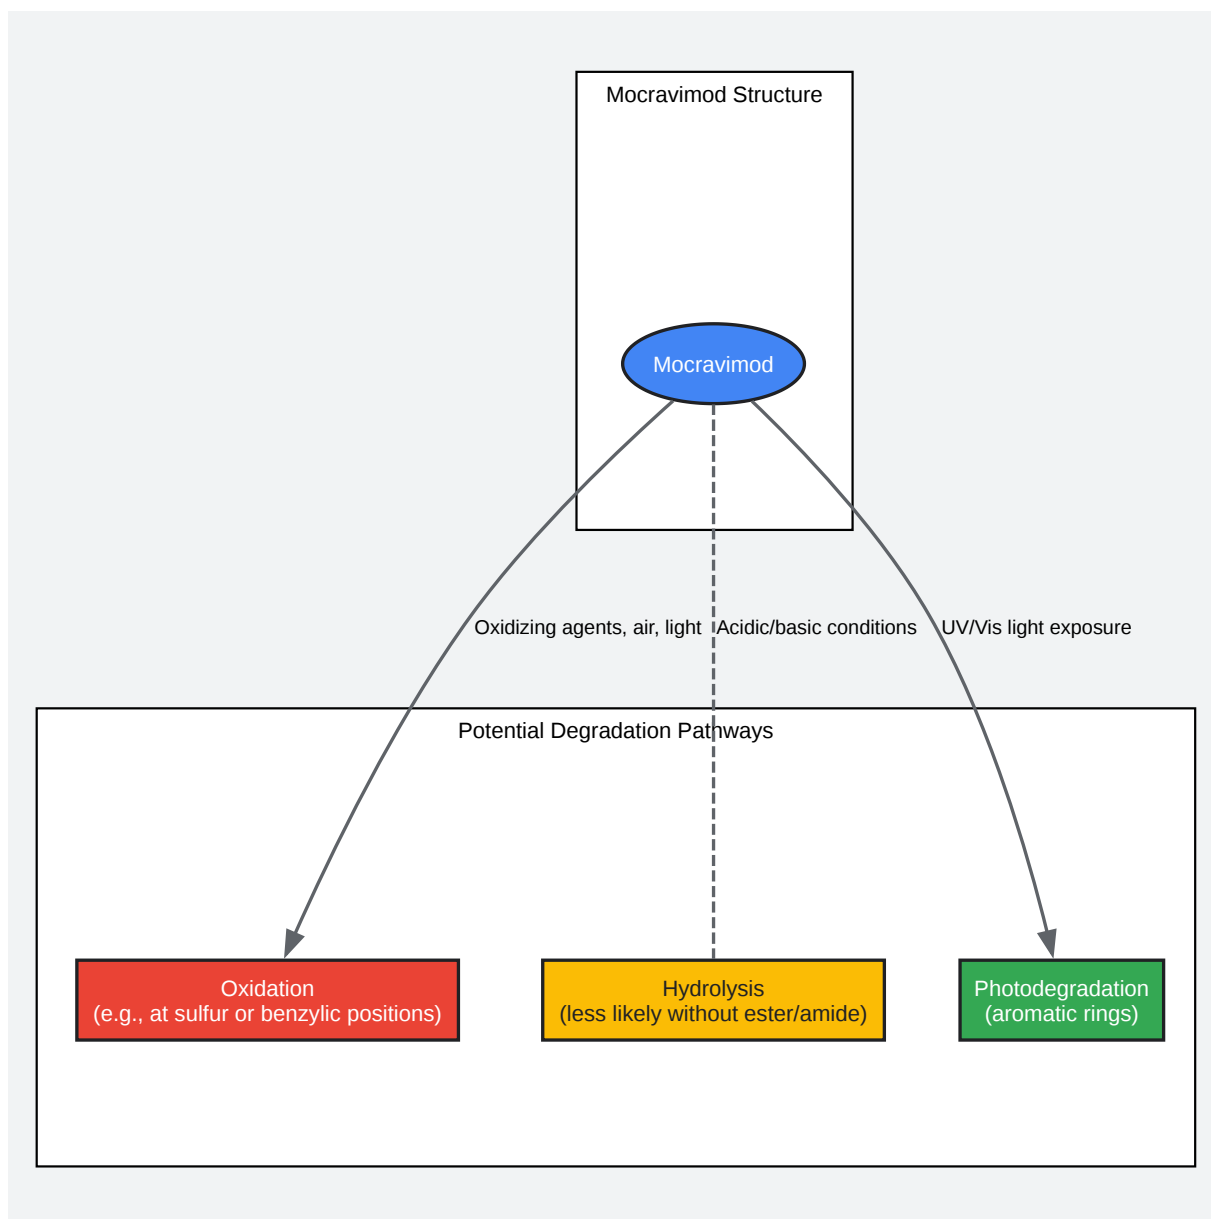 Mocravimod Structure
Mocravimod
Oxidizing agents, air, light
Acidic/basic conditions
UV/Vis light exposure
Potential Degradation Pathways
Oxidation
(e.g., at sulfur or benzylic positions)
Hydrolysis
(less likely without ester/amide)
Photodegradation
(aromatic rings)